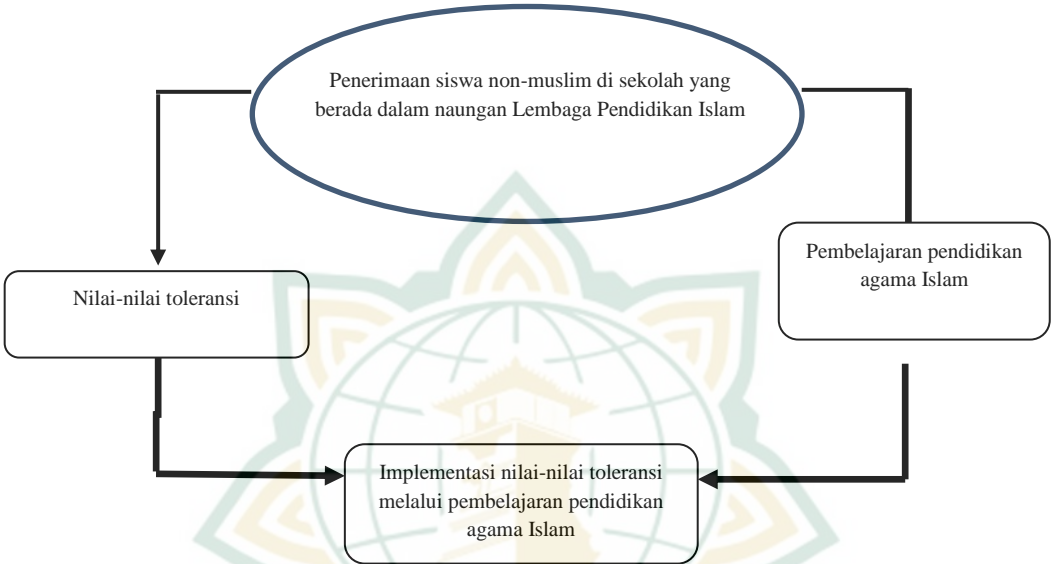 Penerimaan siswa non-muslim di sekolah yang
berada dalam naungan Lembaga Pendidikan Islam
Pembelajaran pendidikan
agama Islam
Nilai-nilai toleransi
Implementasi nilai-nilai toleransi
melalui pembelajaran pendidikan
agama Islam